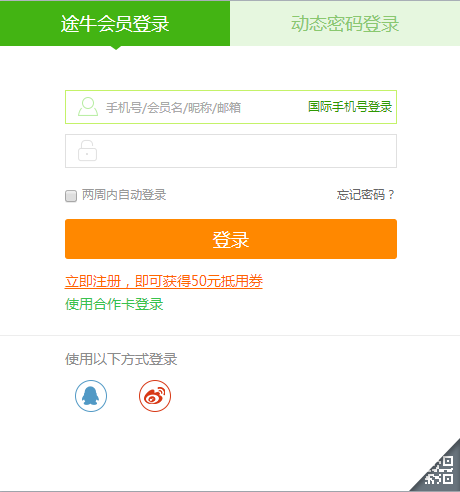 途牛会员登录 动态密码登录
手机号/会员名/昵称/邮箱 国际手机号登录
两周内自动登录 忘记密码？
登录
立即注册，即可获得50元抵用券
使用合作卡登录
使用以下方式登录